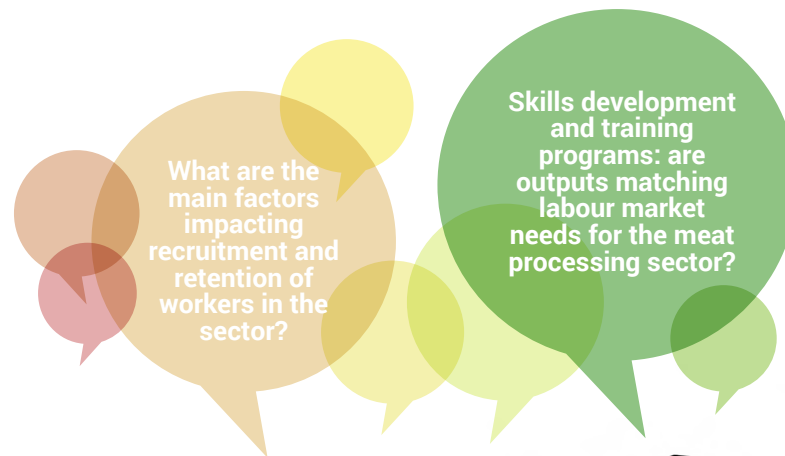 What are the
main factors
impacting
recruitment and
retention of
workers in the
sector?
Skills development
and training
programs: are
outputs matching
labour market
needs for the meat
processing sector?